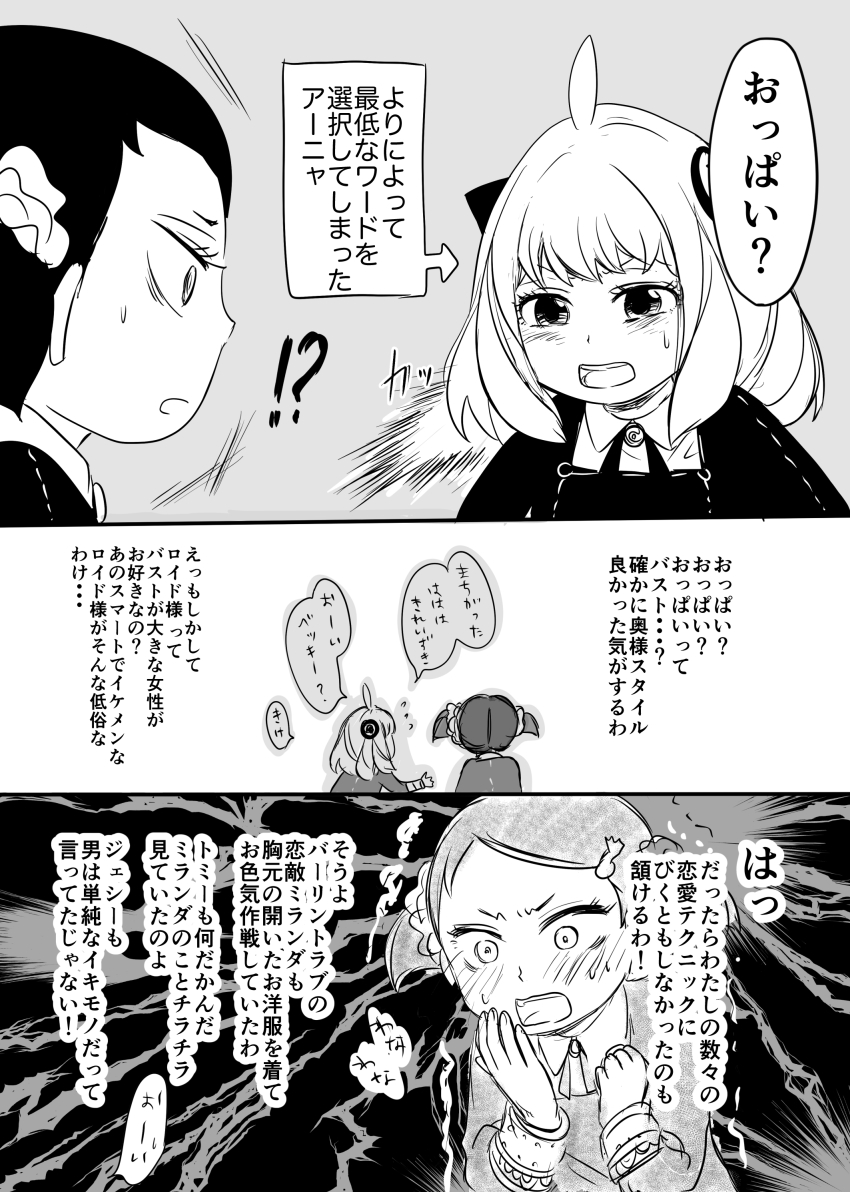 おっぱい？
よりによって
最低なワードを
選択してしまった
アーニャ
ガッ
!?
おっぱい？
おっぱい？
おっぱいって
バスト・・・？
確かに奥様スタイル
良かった気がするわ
まちがった
ははは
きれいずき
おーい
ベッキー？
きけ
えっもしかして
ロイド様って
バストが大きな女性が
お好きなの？
あのスマートでイケメンな
ロイド様がそんな低俗な
わけ・・・
はっ
だったらわたしの数々の
恋愛テクニックに
びくともしなかったのも
頷けるわ！
わな
わな
そうよ
バーリントラブの
恋敵ミランダも
胸元の開いたお洋服を着て
お色気作戦していたわ
トミーも何だかんだ
ミランダのことチラチラ
見ていたのよ
ジェシーも
男は単純なイキモノだって
言ってたじゃない！
おーい